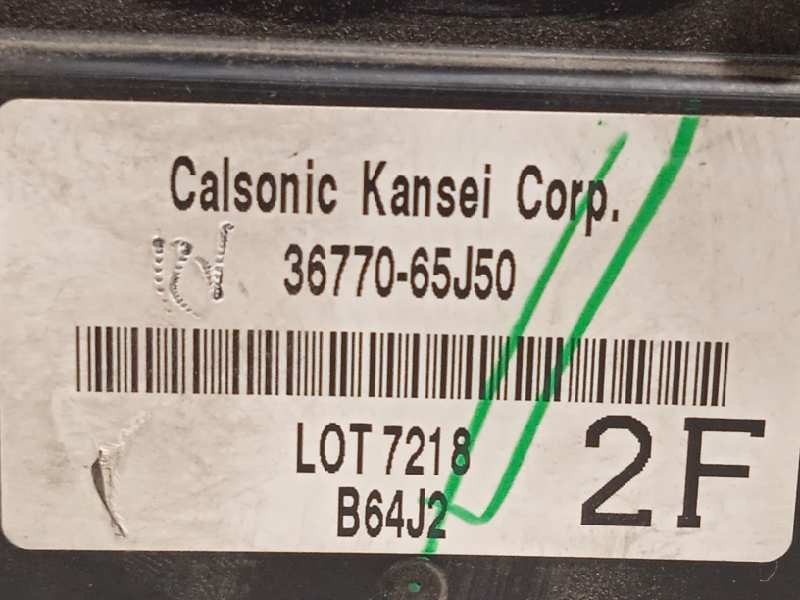 Calsonic Kansei Corp.
36770-65J50
LOT 7218
B64J2
2F